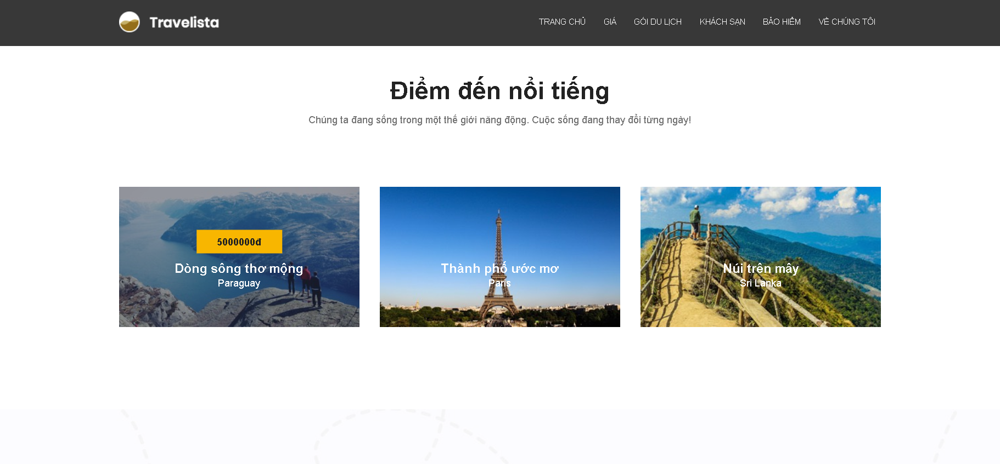 Travelista
TRANG CHỦ GIÁ GÓI DU LỊCH KHÁCH SẠN BẢO HIỂM VỀ CHÚNG TÔI
Điểm đến nổi tiếng
Chúng ta đang sống trong một thế giới năng động. Cuộc sống đang thay đổi từng ngày!
5000000đ
Dòng sông thơ mộng
Paraguay
Thành phố ước mơ
Paris
Núi trên mây
Sri Lanka